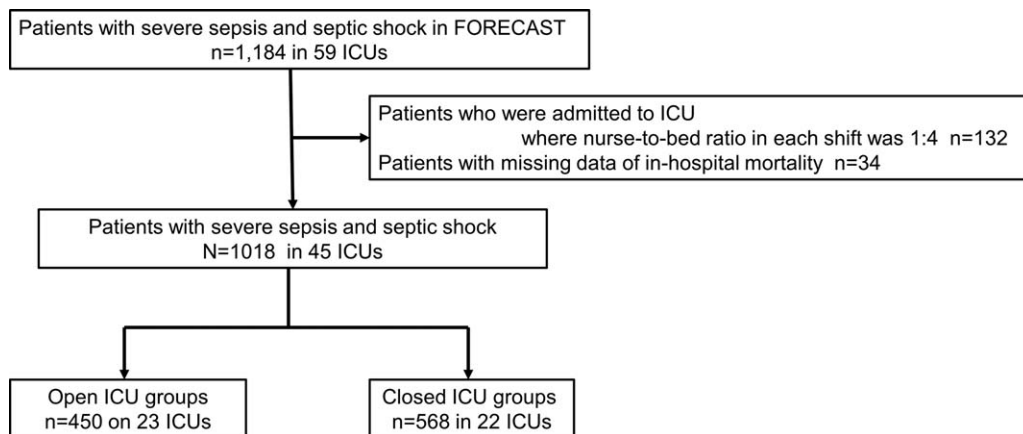 Patients with severe sepsis and septic shock in FORECAST
n=1,184 in 59 ICUs
Patients who were admitted to ICU
where nurse-to-bed ratio in each shift was 1:4 n=132
Patients with missing data of in-hospital mortality n=34
Patients with severe sepsis and septic shock
N=1018 in 45 ICUs
Open ICU groups
n=450 on 23 ICUs
Closed ICU groups
n=568 in 22 ICUs